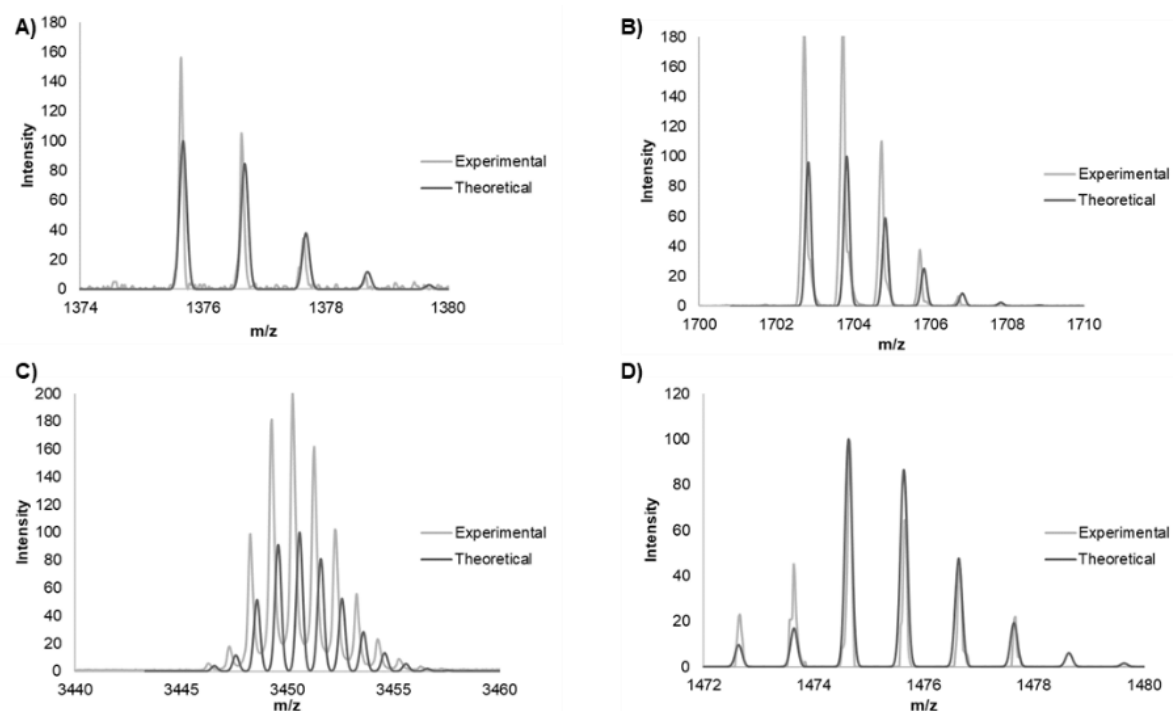 A)
180
160
140
120
100
80
60
40
20
0
Intensity
1374
1376
1378
1380
m/z
Experimental
Theoretical
B)
180
160
140
120
100
80
60
40
20
0
Intensity
1700
1702
1704
1706
1708
1710
m/z
Experimental
Theoretical
C)
200
180
160
140
120
100
80
60
40
20
0
Intensity
3440
3445
3450
3455
3460
m/z
Experimental
Theoretical
D)
120
100
80
60
40
20
0
Intensity
1472
1474
1476
1478
1480
m/z
Experimental
Theoretical